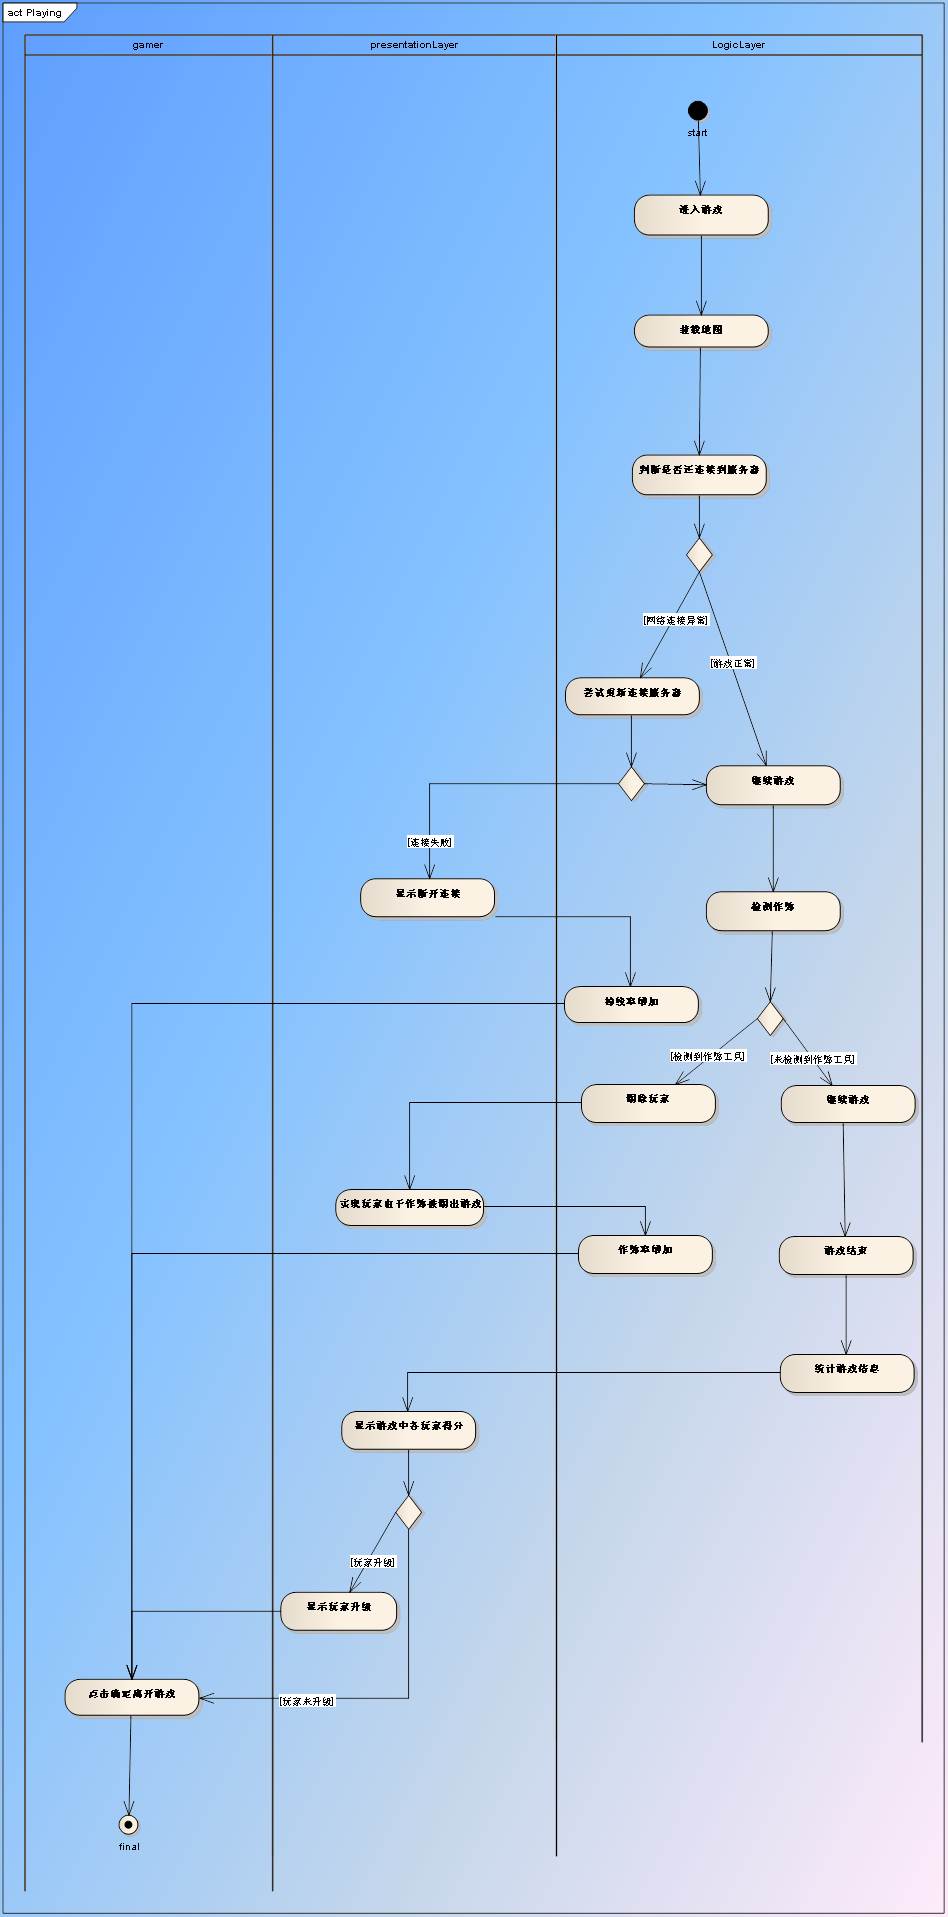 act Playing
gamer
presentationLayer
LogicLayer
start
进入游戏
装载地图
判断是否还连接到服务器
[网络连接异常]
[游戏正常]
尝试重新连接服务器
继续游戏
[连接失败]
显示断开连接
检测作弊
掉线率增加
[检测到作弊工具]
[未检测到作弊工具]
剔除玩家
继续游戏
实现玩家由于作弊被踢出游戏
作弊率增加
游戏结束
统计游戏信息
显示游戏中各玩家得分
[玩家升级]
显示玩家升级
点击确定离开游戏
[玩家未升级]
final